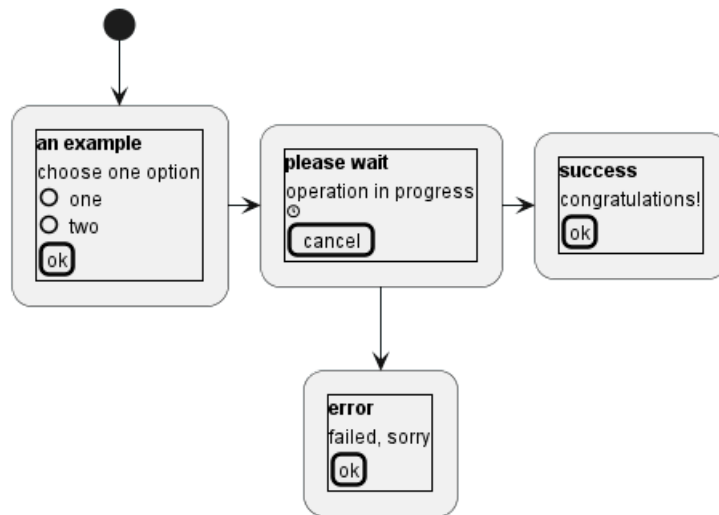 an example
choose one option
one
two
ok
please wait
operation in progress
cancel
success
congratulations!
ok
error
failed, sorry
ok